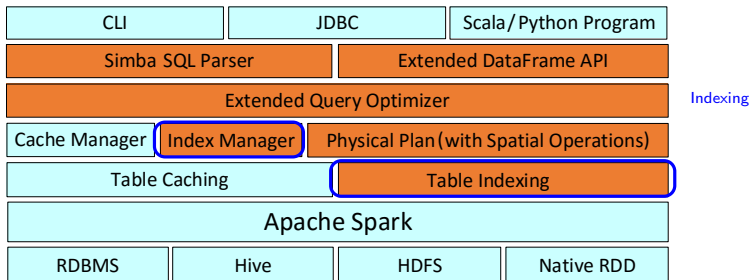 CLI JDBC Scala/Python Program
Simba SQL Parser Extended DataFrame API
Extended Query Optimizer Indexing
Cache Manager Index Manager Physical Plan(with Spatial Operations)
Table Caching Table Indexing
Apache Spark
RDBMS Hive HDFS Native RDD